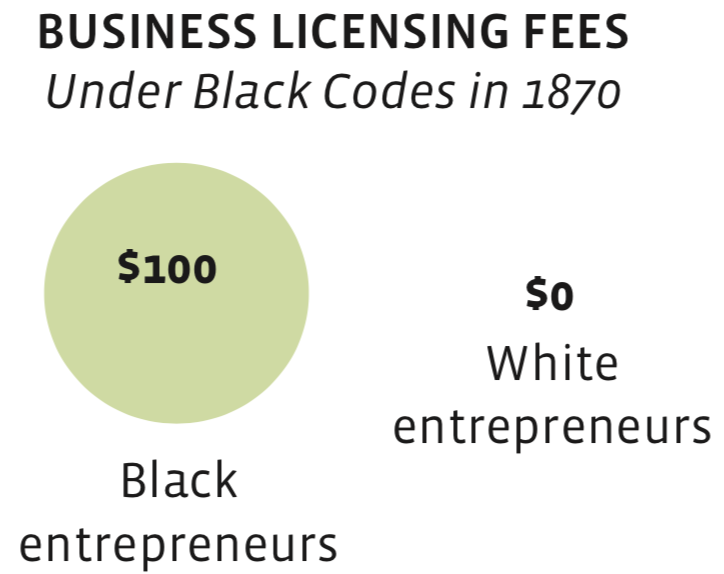 BUSINESS LICENSING FEES
Under Black Codes in 1870
$100
Black
entrepreneurs
$0
White
entrepreneurs